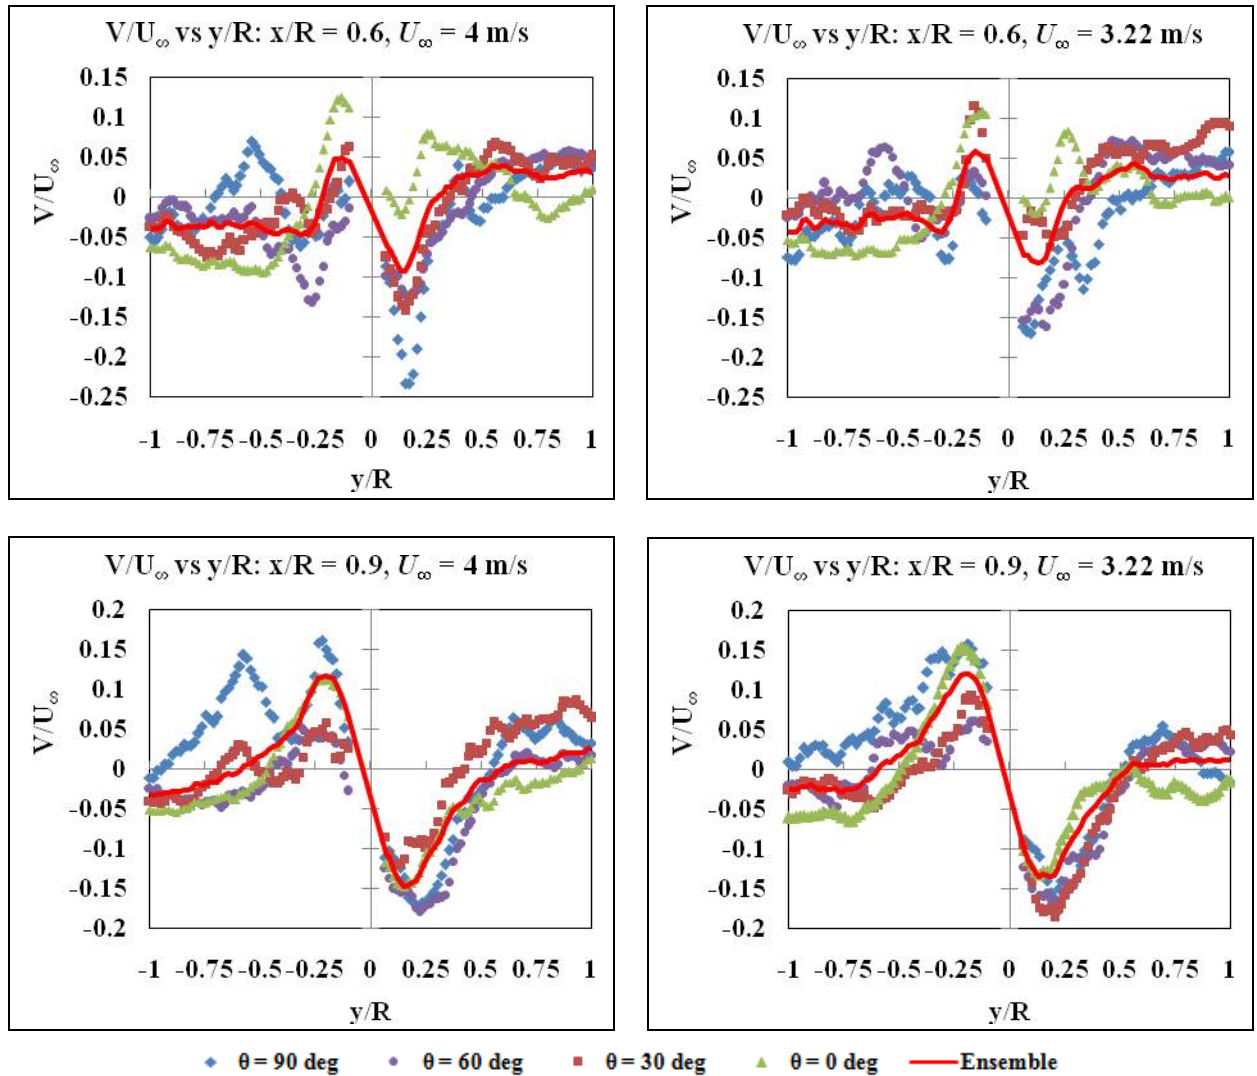 V/U∞ vs y/R: x/R = 0.6, U∞ = 4 m/s
0.15
0.1
0.05
0
-0.05
-0.1
-0.15
-0.2
-0.25
V/U∞
-1 -0.75 -0.5 -0.25 0 0.25 0.5 0.75 1
y/R
V/U∞ vs y/R: x/R = 0.6, U∞ = 3.22 m/s
0.15
0.1
0.05
0
-0.05
-0.1
-0.15
-0.2
-0.25
V/U∞
-1 -0.75 -0.5 -0.25 0 0.25 0.5 0.75 1
y/R
V/U∞ vs y/R: x/R = 0.9, U∞ = 4 m/s
0.2
0.15
0.1
0.05
0
-0.05
-0.1
-0.15
-0.2
V/U∞
-1 -0.75 -0.5 -0.25 0 0.25 0.5 0.75 1
y/R
V/U∞ vs y/R: x/R = 0.9, U∞ = 3.22 m/s
0.2
0.15
0.1
0.05
0
-0.05
-0.1
-0.15
-0.2
V/U∞
-1 -0.75 -0.5 -0.25 0 0.25 0.5 0.75 1
y/R
θ = 90 deg θ = 60 deg θ = 30 deg θ = 0 deg Ensemble